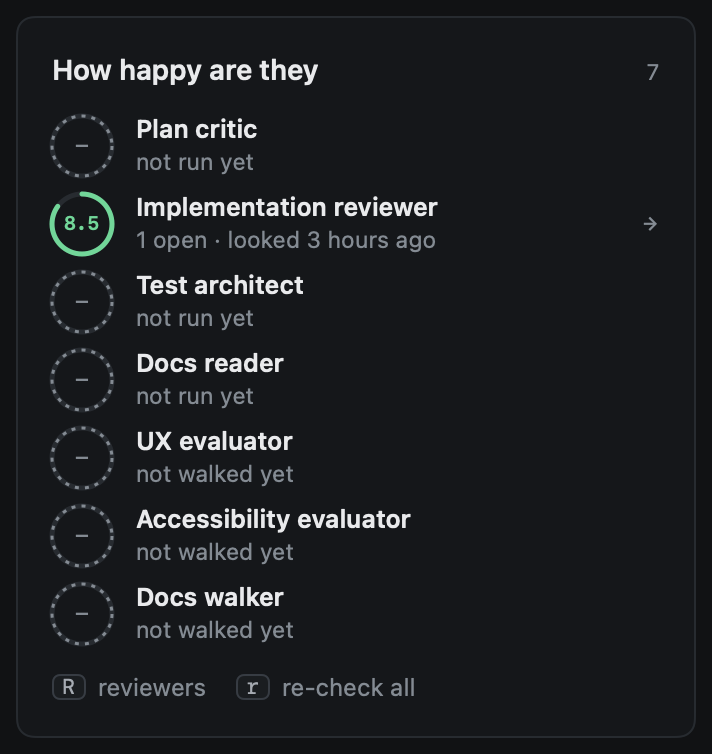 How happy are they 7
–
Plan critic
not run yet
8.5
Implementation reviewer
1 open · looked 3 hours ago →
–
Test architect
not run yet
–
Docs reader
not run yet
–
UX evaluator
not walked yet
–
Accessibility evaluator
not walked yet
–
Docs walker
not walked yet
R reviewers r re-check all